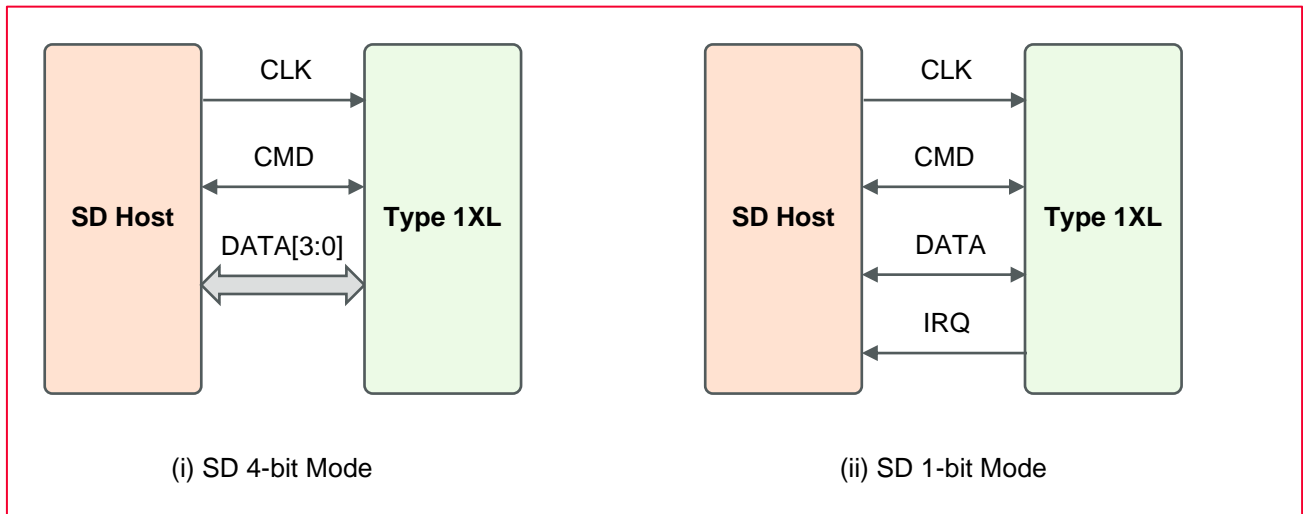 CLK
CMD
SD Host
Type 1XL
DATA[3:0]
(i) SD 4-bit Mode
CLK
CMD
SD Host
Type 1XL
DATA
IRQ
(ii) SD 1-bit Mode